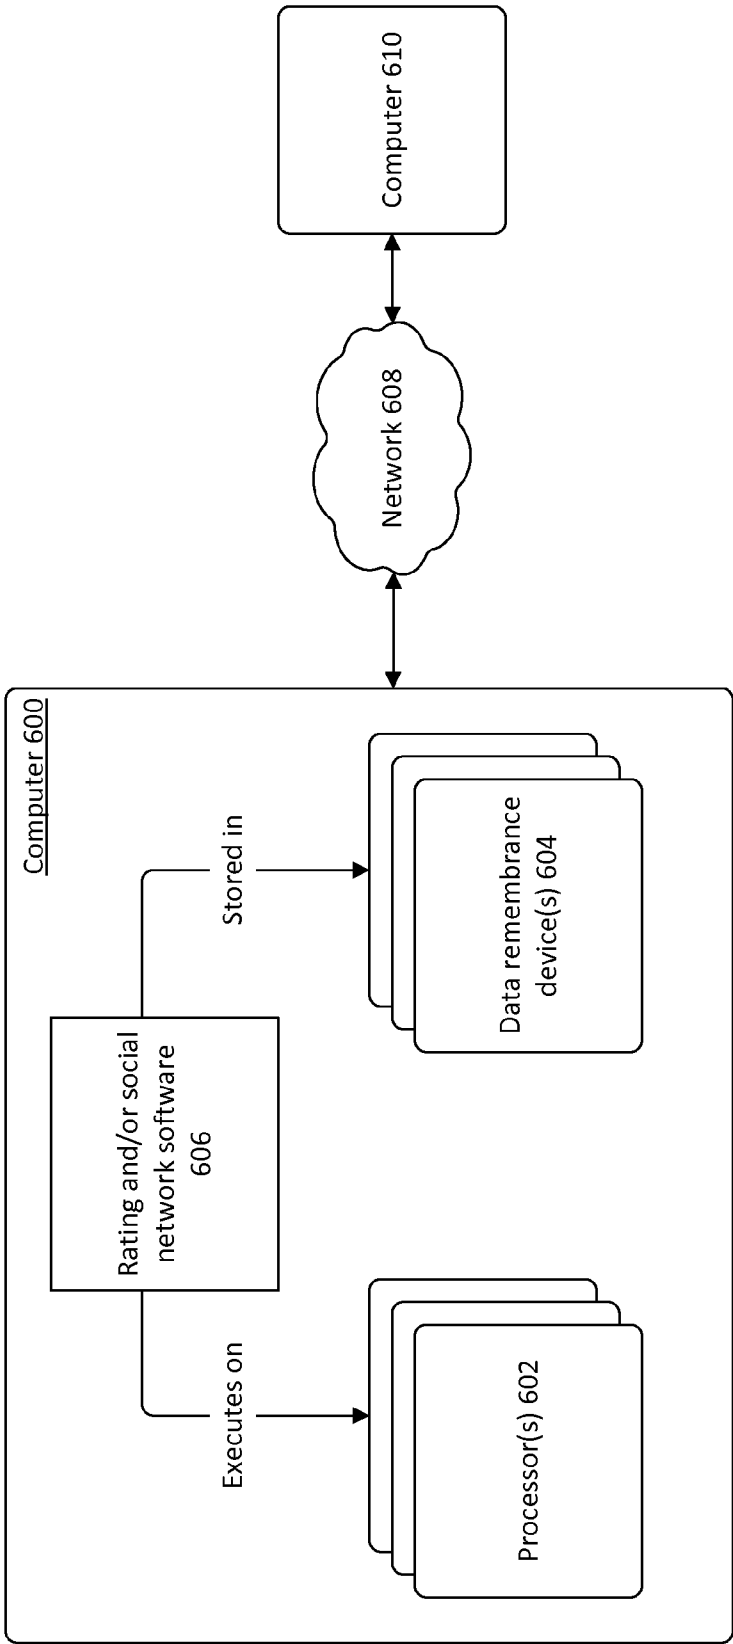 Computer 600
Rating and/or social
network software
606
Executes on
Stored in
Processor(s) 602
Data remembrance
device(s) 604
Network 608
Computer 610